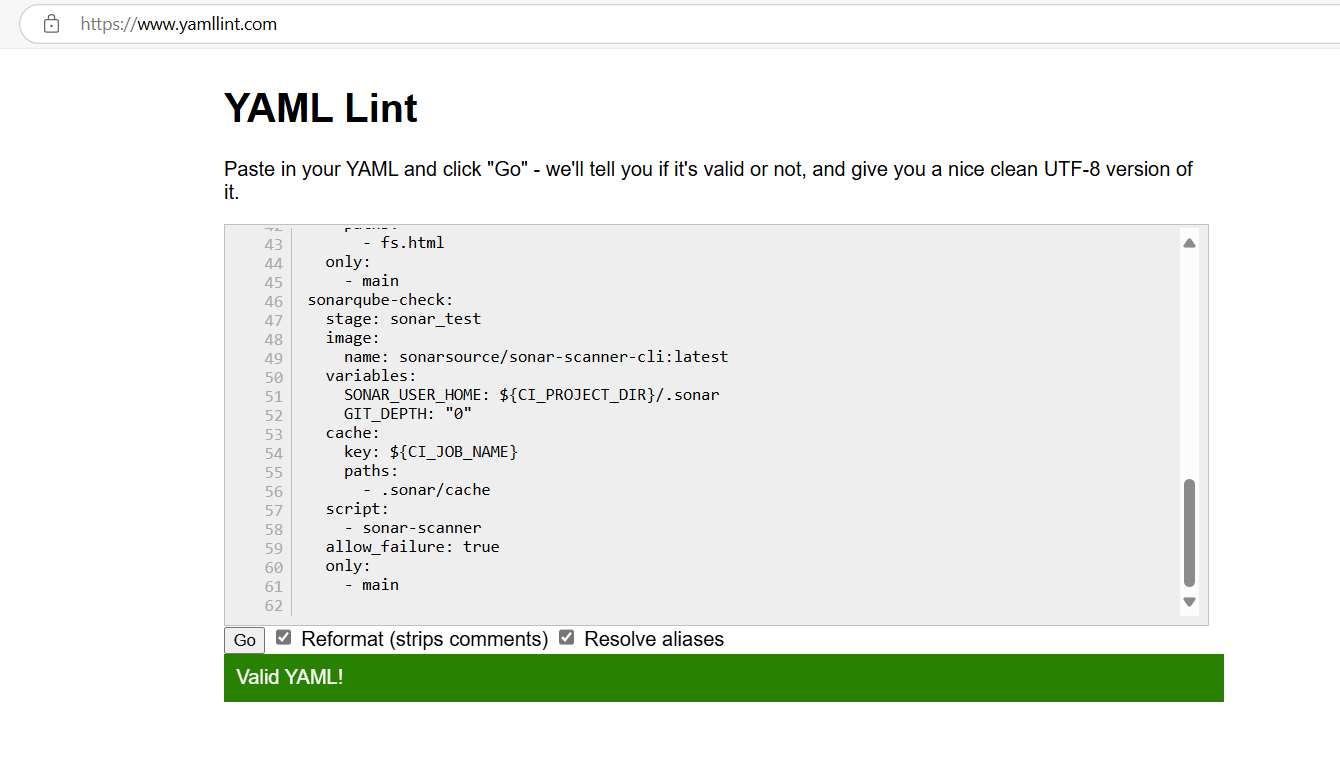 https://www.yamllint.com
YAML Lint
Paste in your YAML and click "Go" - we'll tell you if it's valid or not, and give you a nice clean UTF-8 version of
it.
42 paths:
43 - fs.html
44 only:
45 - main
46 sonarqube-check:
47 stage: sonar_test
48 image:
49 name: sonarsource/sonar-scanner-cli:latest
50 variables:
51 SONAR_USER_HOME: ${CI_PROJECT_DIR}/.sonar
52 GIT_DEPTH: "0"
53 cache:
54 key: ${CI_JOB_NAME}
55 paths:
56 - .sonar/cache
57 script:
58 - sonar-scanner
59 allow_failure: true
60 only:
61 - main
62
Go Reformat (strips comments) Resolve aliases
Valid YAML!